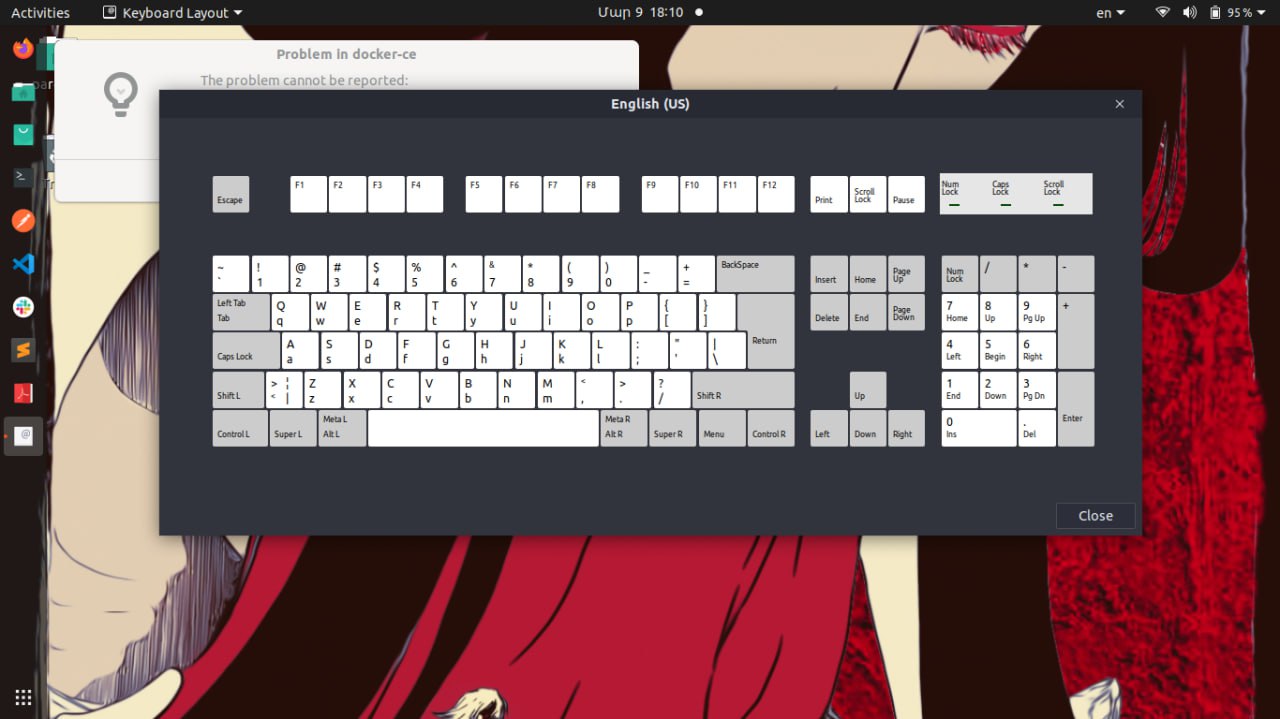 Activities Keyboard Layout Մար 9 18:10 en 95 %
Problem in docker-ce
The problem cannot be reported:
English (US)
Escape F1 F2 F3 F4 F5 F6 F7 F8 F9 F10 F11 F12 Print Scroll Lock Pause Num Lock Caps Lock Scroll Lock
~ ! @ # $ % ^ & * ( ) _ + BackSpace
` 1 2 3 4 5 6 7 8 9 0 - =
Insert Home Page Up Num Lock / * -
Left Tab Q W E R T Y U I O P { }
Tab q w e r t y u i o p [ ]
Delete End Page Down 7 Home 8 Up 9 Pg Up +
Caps Lock A S D F G H J K L : " | Return
a s d f g h j k l ; ' \
4 Left 5 Begin 6 Right
Shift L > ¦ Z X C V B N M < > ? Shift R
< | z x c v b n m , . /
Up 1 End 2 Down 3 Pg Dn Enter
Control L Super L Meta L Alt L Meta R Alt R Super R Menu Control R
Left Down Right 0 Ins . Del
Close